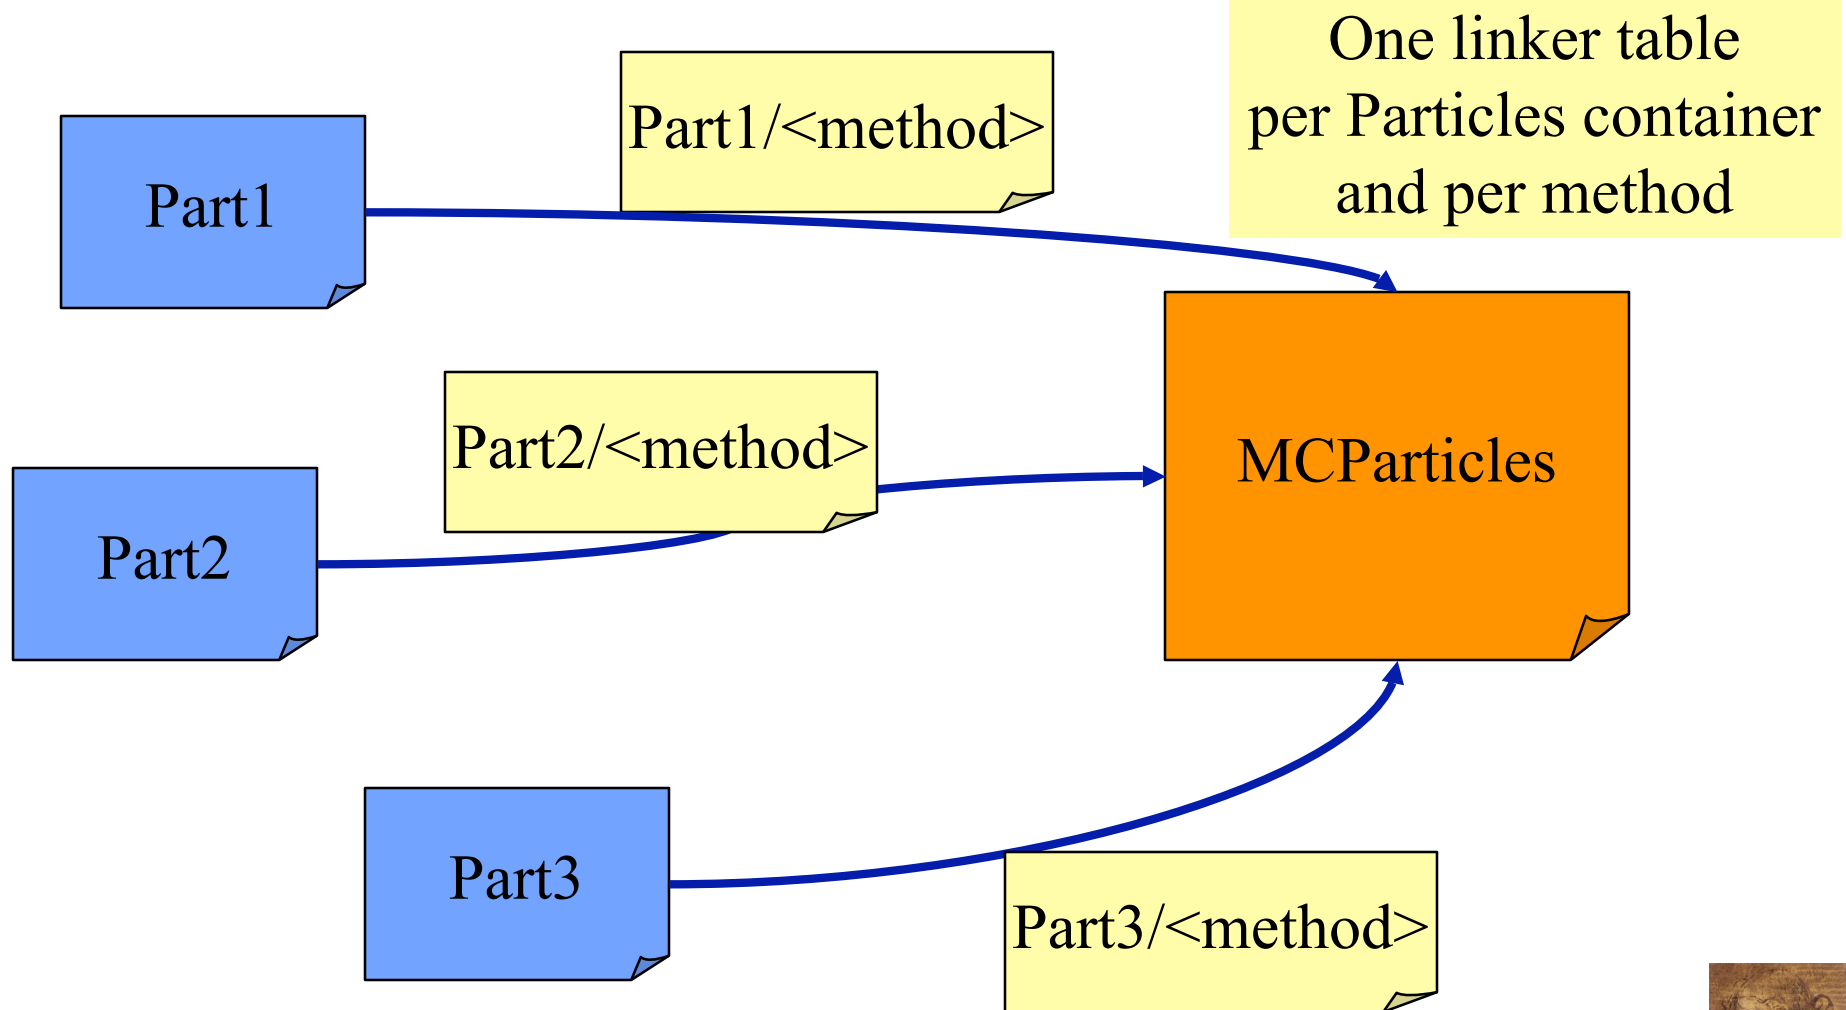 One linker table
per Particles container
and per method
Part1/<method>
Part1
Part2/<method>
MCParticles
Part2
Part3
Part3/<method>